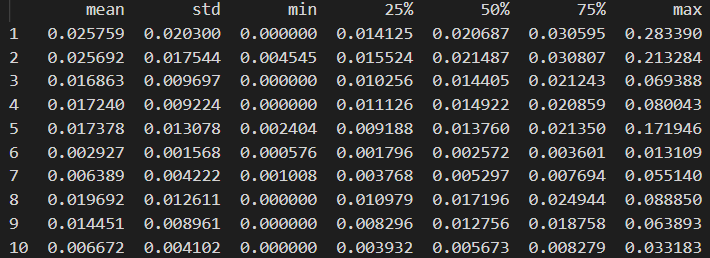 mean std min 25% 50% 75% max
1 0.025759 0.020300 0.000000 0.014125 0.020687 0.030595 0.283390
2 0.025692 0.017544 0.004545 0.015524 0.021487 0.030807 0.213284
3 0.016863 0.009697 0.000000 0.010256 0.014405 0.021243 0.069388
4 0.017240 0.009224 0.000000 0.011126 0.014922 0.020859 0.080043
5 0.017378 0.013078 0.002404 0.009188 0.013760 0.021350 0.171946
6 0.002927 0.001568 0.000576 0.001796 0.002572 0.003601 0.013109
7 0.006389 0.004222 0.001008 0.003768 0.005297 0.007694 0.055140
8 0.019692 0.012611 0.000000 0.010979 0.017196 0.024944 0.088850
9 0.014451 0.008961 0.000000 0.008296 0.012756 0.018758 0.063893
10 0.006672 0.004102 0.000000 0.003932 0.005673 0.008279 0.033183